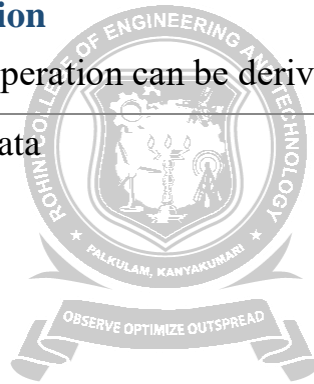 ion
peration can be deriv
ata
ROHINI COLLEGE OF ENGINEERING AND TECHNOLOGY
PALKULAM, KANYAKUMARI
OBSERVE OPTIMIZE OUTSPREAD